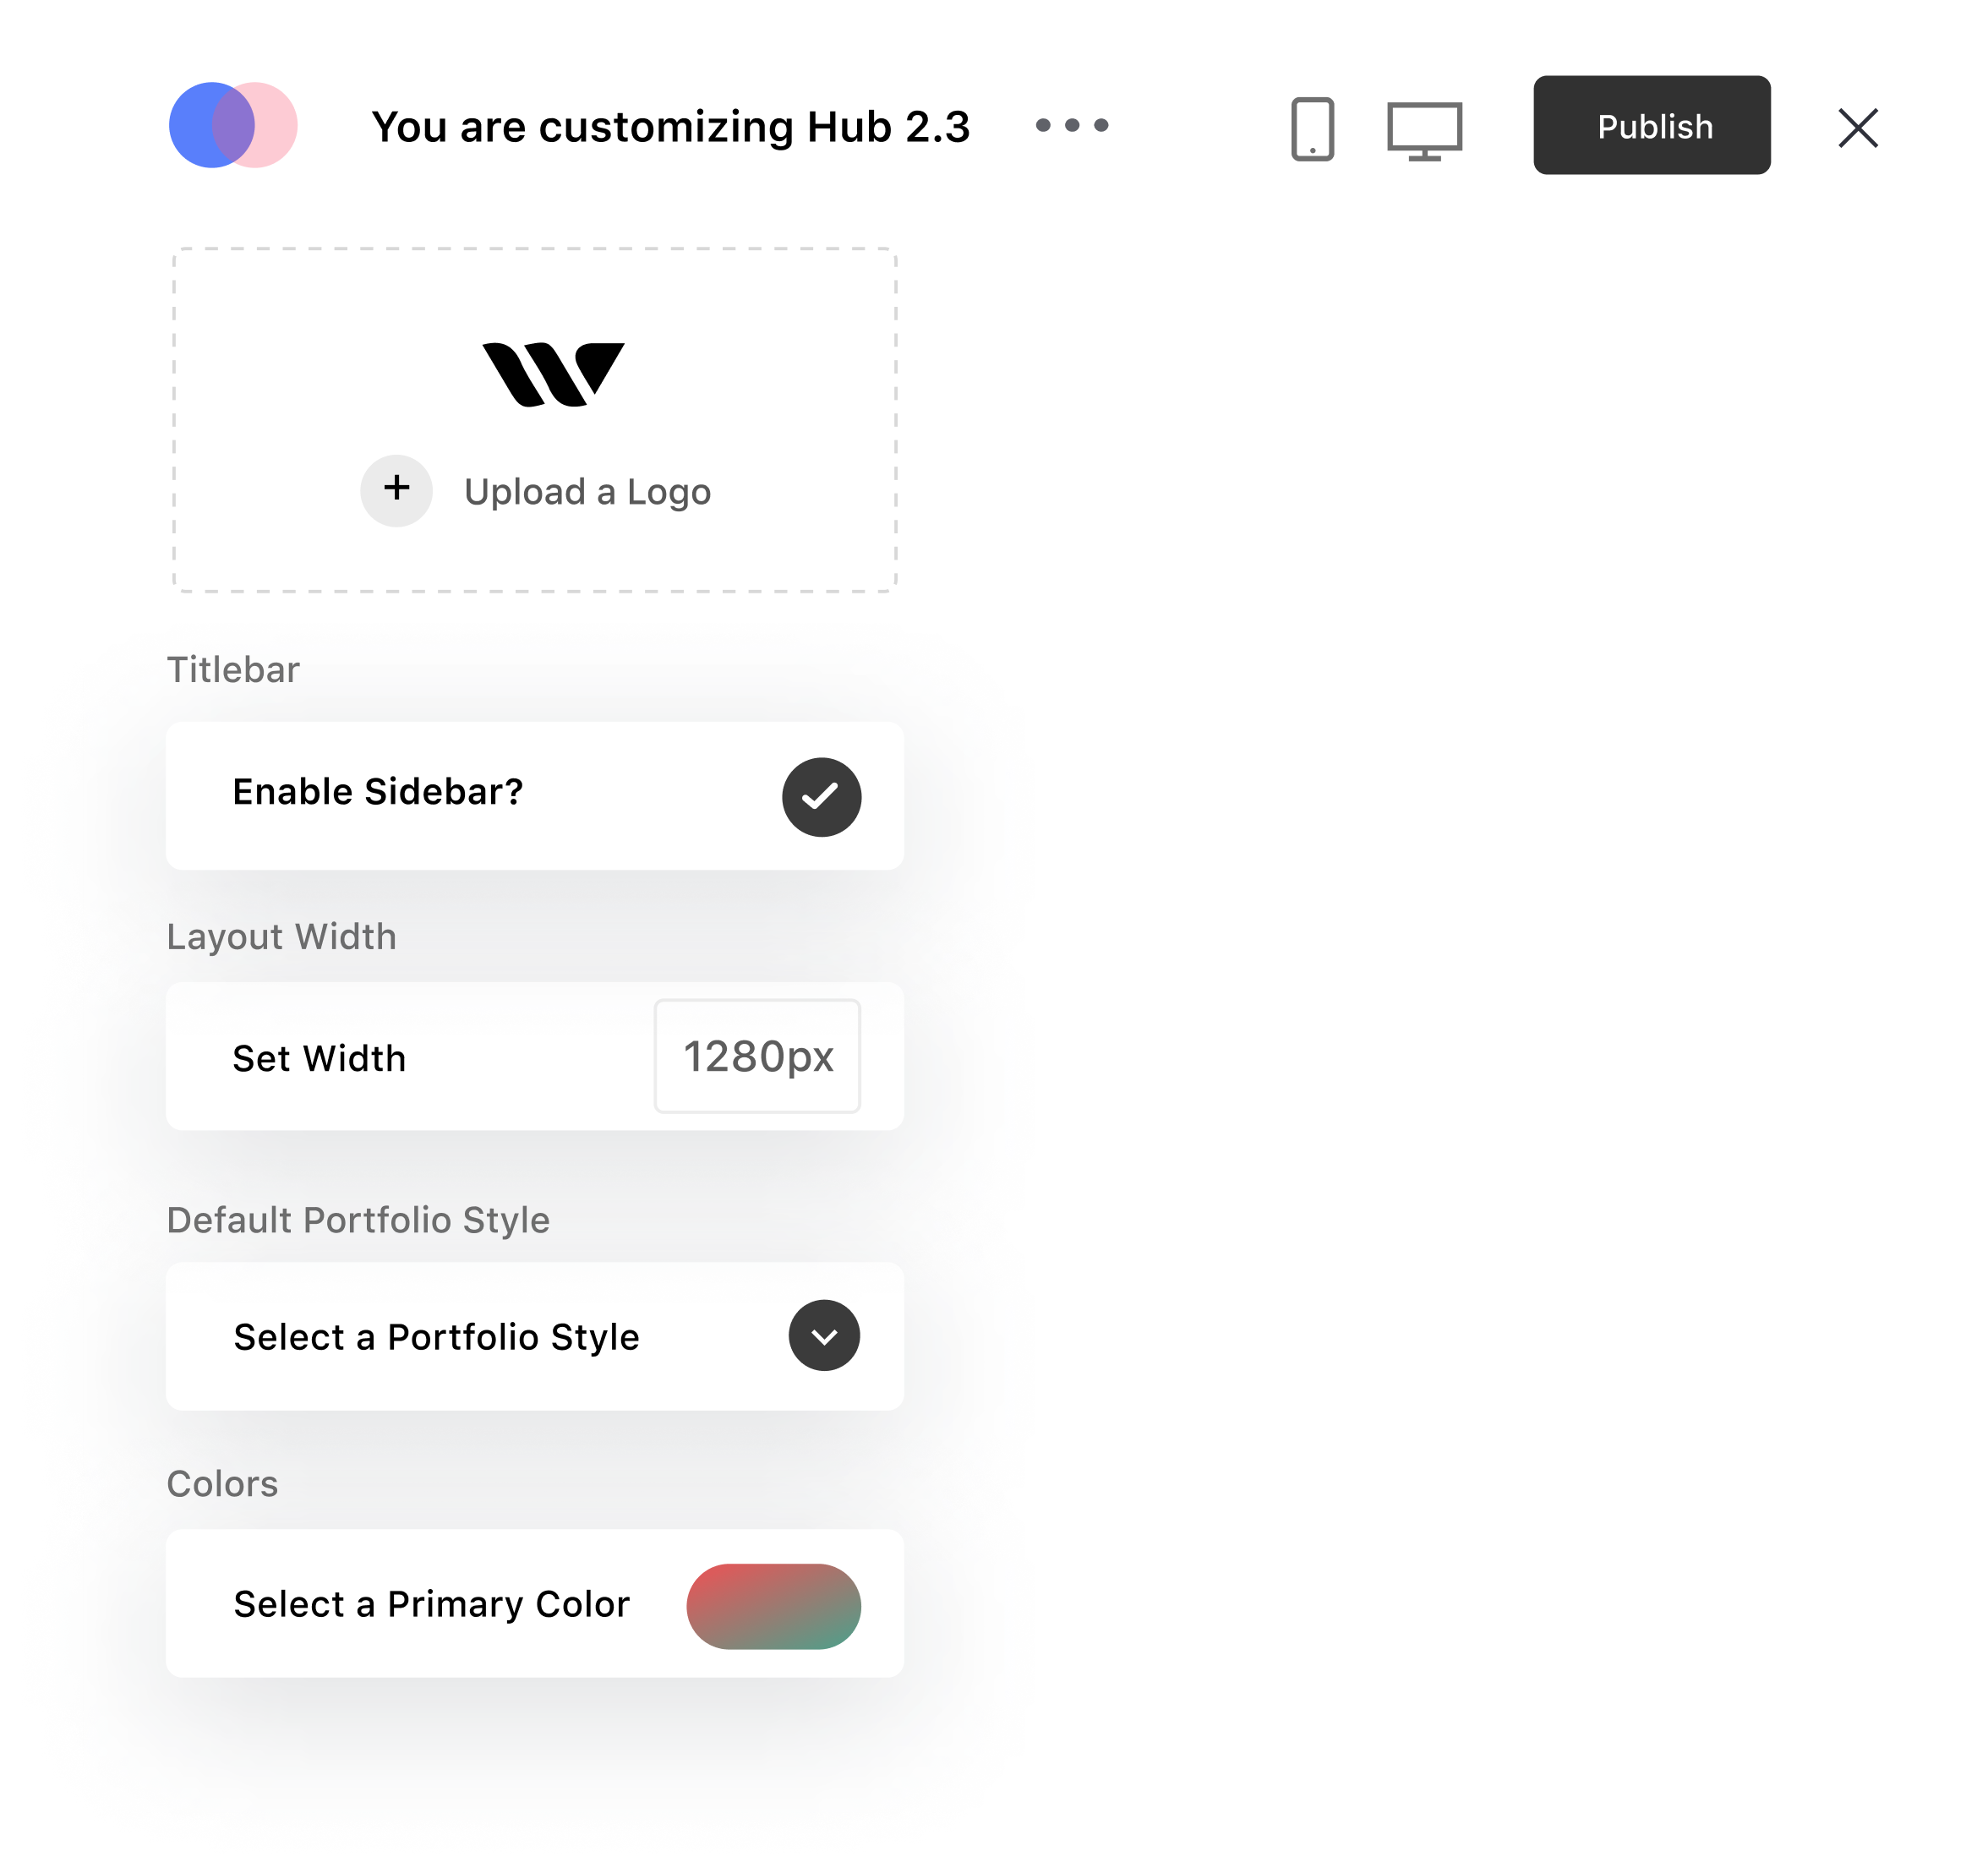 You are customizing Hub 2.3
Publish
Upload a Logo
Titlebar
Enable Sidebar?
Layout Width
Set Width
1280px
Default Portfolio Style
Select a Portfolio Style
Colors
Select a Primary Color